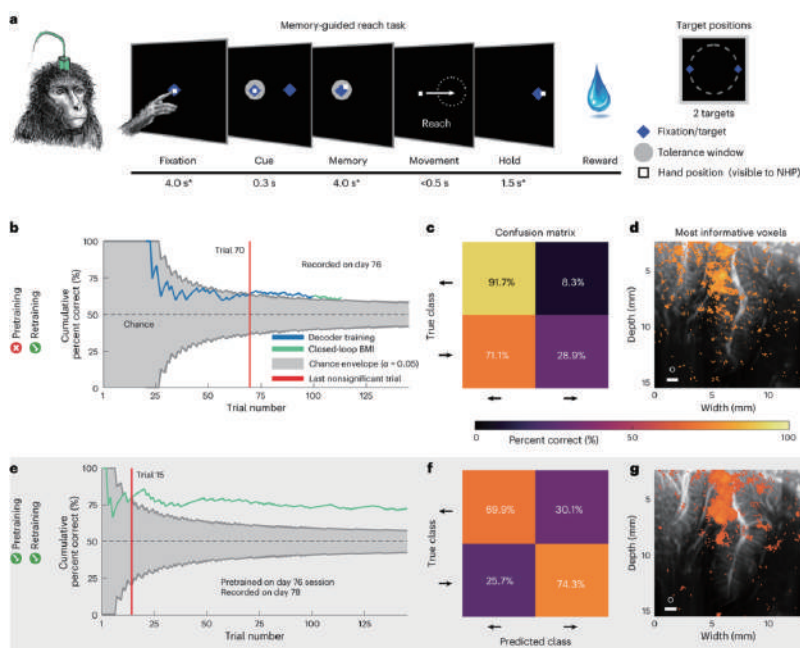 a
Memory-guided reach task
Target positions
Reach
2 targets
Fixation/target
Tolerance window
Hand position (visible to NHP)
Fixation
Cue
Memory
Movement
Hold
Reward
4.0 s*
0.3 s
4.0 s*
<0.5 s
1.5 s*
b
Pretraining
Retraining
Cumulative
percent correct (%)
100
75
50
25
0
Trial 70
Recorded on day 76
Chance
Decoder training
Closed-loop BMI
Chance envelope (α = 0.05)
Last nonsignificant trial
1
25
50
75
100
125
Trial number
c
Confusion matrix
True class
91.7%
8.3%
71.1%
28.9%
d
Most informative voxels
Depth (mm)
5
10
15
0
5
10
Width (mm)
0
50
100
Percent correct (%)
e
Pretraining
Retraining
Cumulative
percent correct (%)
100
75
50
25
0
Trial 15
Pretrained on day 76 session
Recorded on day 78
1
25
50
75
100
125
Trial number
f
True class
69.9%
30.1%
25.7%
74.3%
Predicted class
g
Depth (mm)
5
10
15
0
5
10
Width (mm)